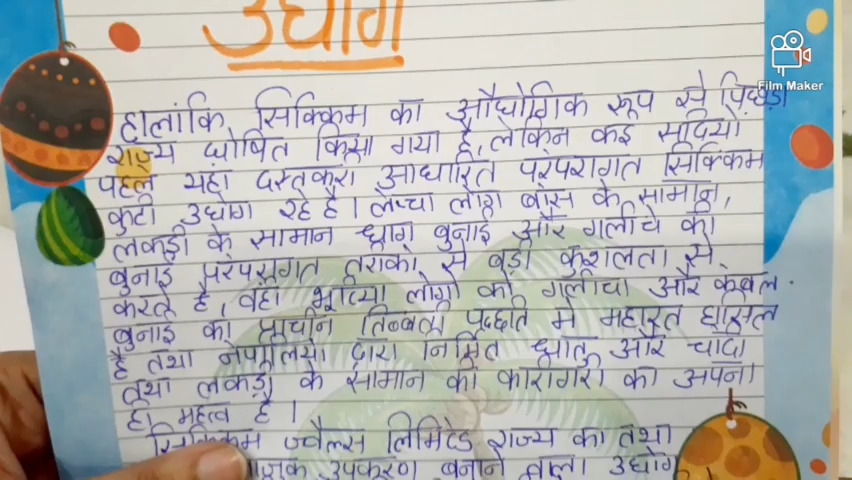 उद्योग
हालांकि सिक्किम का औद्योगिक रूप से पिछड़ा
राज्य घोषित किया गया है, लेकिन कई सदियों
पहले यहां दस्तकारी आधारित परंपरागत सिक्किम
कुटी उद्योग रहे है। लेप्चा लोग बांस के सामान,
लकड़ी के सामान धाग बुनाई और गलीचे की
बुनाई परंपरागत तरीको से बड़ी कुशलता से
करते है, वही भूटिया लोगो को गलीचा और कंबल
बुनाई की प्राचीन तिब्बती पद्धति में महारत हासिल
है तथा नेपालियों द्वारा निर्मित धातु और चांदी
तथा लकड़ी के सामान की कारीगरी का अपना
ही महत्व है।
सिक्किम ज्वैल्स लिमिटेड राज्य का तथा
उपकरण बनाने वाला उद्योग
Film Maker